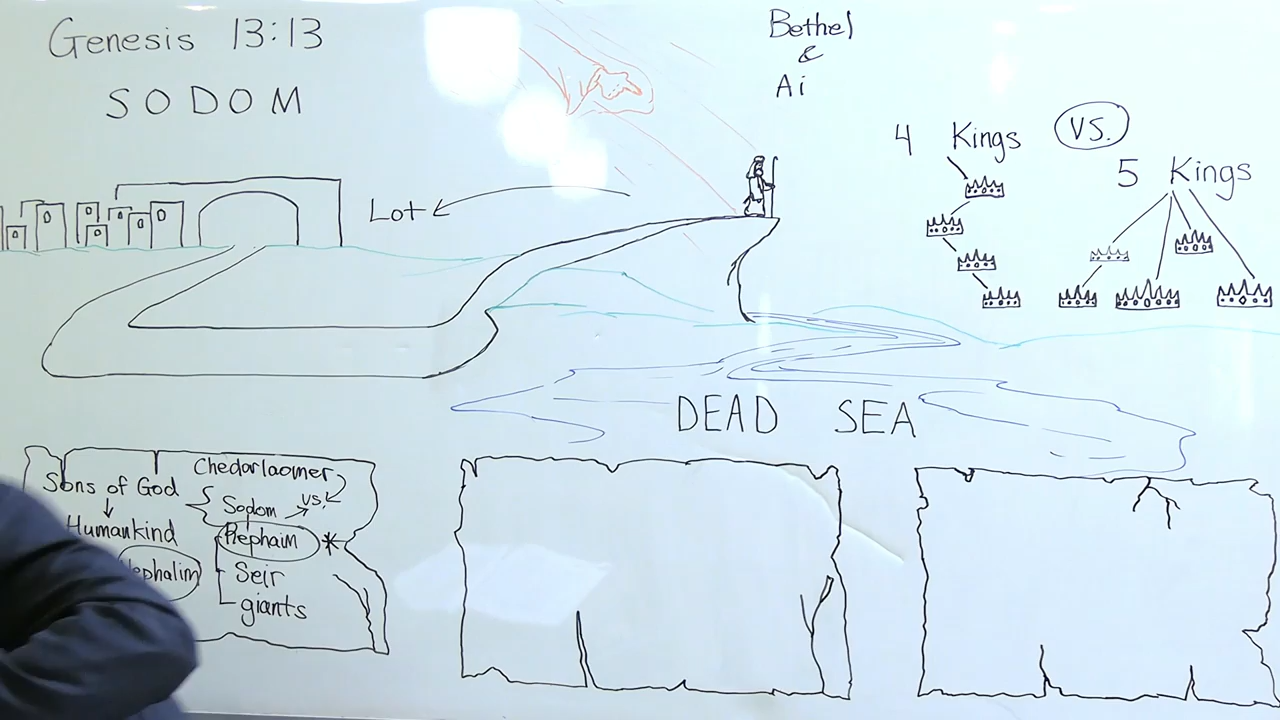 Genesis 13:13
SODOM
Bethel
&
Ai
4 Kings
VS.
5 Kings
Lot
DEAD SEA
Sons of God
Humankind
Chedorlaomer
Sodom
vs.
Seir
giants